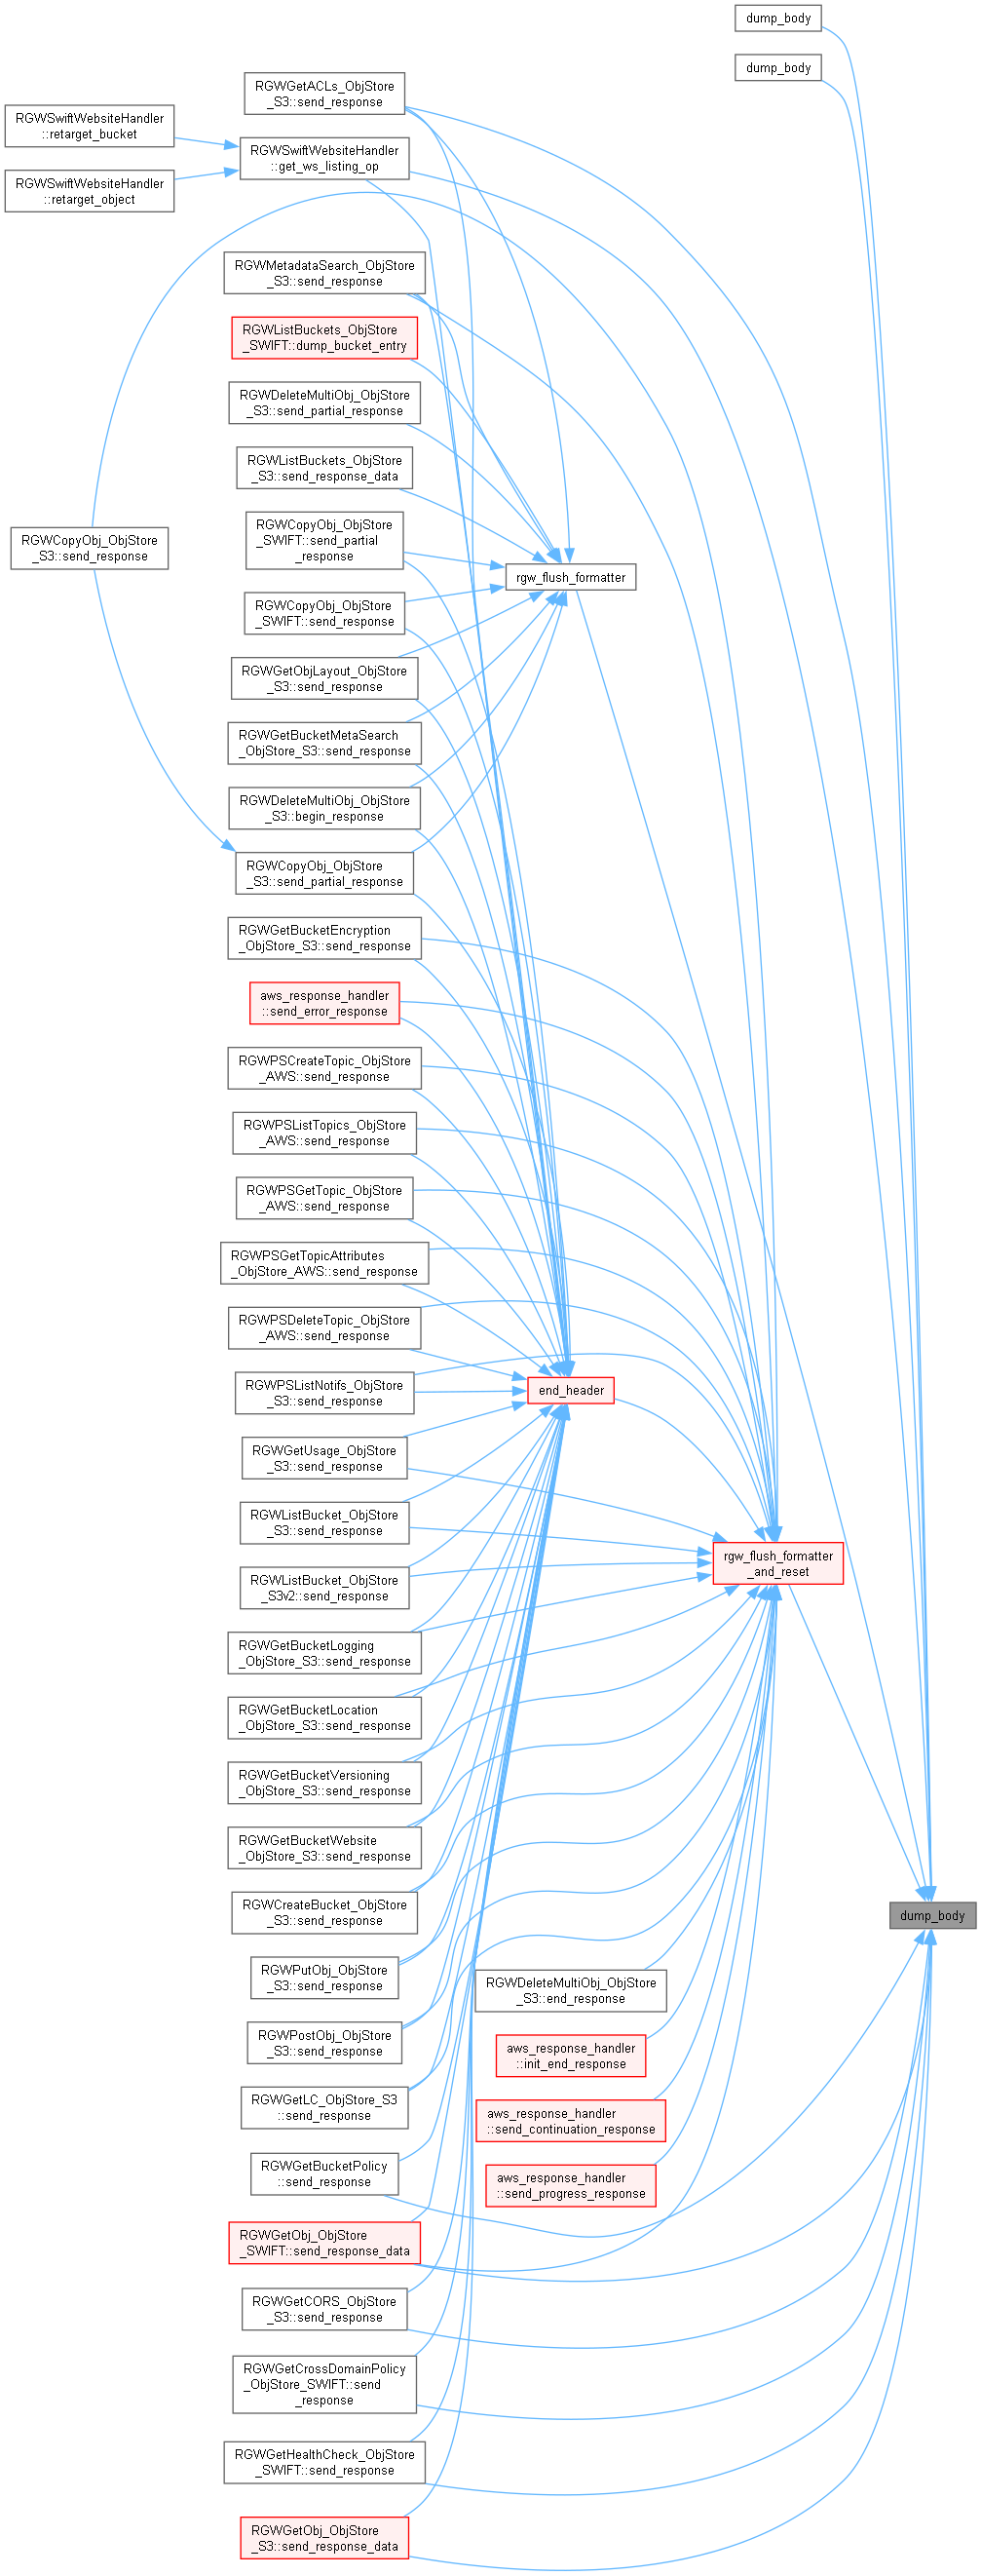 dump_body
dump_body
RGWGetACLs_ObjStore
_S3::send_response
RGWSwiftWebsiteHandler
::retarget_bucket
RGWSwiftWebsiteHandler
::get_ws_listing_op
RGWSwiftWebsiteHandler
::retarget_object
RGWMetadataSearch_ObjStore
_S3::send_response
RGWListBuckets_ObjStore
_SWIFT::dump_bucket_entry
RGWDeleteMultiObj_ObjStore
_S3::send_partial_response
RGWListBuckets_ObjStore
_S3::send_response_data
RGWCopyObj_ObjStore
_SWIFT::send_partial
_response
RGWCopyObj_ObjStore
_S3::send_response
rgw_flush_formatter
RGWCopyObj_ObjStore
_SWIFT::send_response
RGWGetObjLayout_ObjStore
_S3::send_response
RGWGetBucketMetaSearch
_ObjStore_S3::send_response
RGWDeleteMultiObj_ObjStore
_S3::begin_response
RGWCopyObj_ObjStore
_S3::send_partial_response
RGWGetBucketEncryption
_ObjStore_S3::send_response
aws_response_handler
::send_error_response
RGWPSCreateTopic_ObjStore
_AWS::send_response
RGWPSListTopics_ObjStore
_AWS::send_response
RGWPSGetTopic_ObjStore
_AWS::send_response
RGWPSGetTopicAttributes
_ObjStore_AWS::send_response
RGWPSDeleteTopic_ObjStore
_AWS::send_response
RGWPSListNotifs_ObjStore
_S3::send_response
end_header
RGWGetUsage_ObjStore
_S3::send_response
RGWListBucket_ObjStore
_S3::send_response
rgw_flush_formatter
_and_reset
RGWListBucket_ObjStore
_S3v2::send_response
RGWGetBucketLogging
_ObjStore_S3::send_response
RGWGetBucketLocation
_ObjStore_S3::send_response
RGWGetBucketVersioning
_ObjStore_S3::send_response
RGWGetBucketWebsite
_ObjStore_S3::send_response
RGWCreateBucket_ObjStore
_S3::send_response
dump_body
RGWPutObj_ObjStore
_S3::send_response
RGWDeleteMultiObj_ObjStore
_S3::end_response
RGWPostObj_ObjStore
_S3::send_response
aws_response_handler
::init_end_response
RGWGetLC_ObjStore_S3
::send_response
aws_response_handler
::send_continuation_response
RGWGetBucketPolicy
::send_response
aws_response_handler
::send_progress_response
RGWGetObj_ObjStore
_SWIFT::send_response_data
RGWGetCORS_ObjStore
_S3::send_response
RGWGetCrossDomainPolicy
_ObjStore_SWIFT::send
_response
RGWGetHealthCheck_ObjStore
_SWIFT::send_response
RGWGetObj_ObjStore
_S3::send_response_data